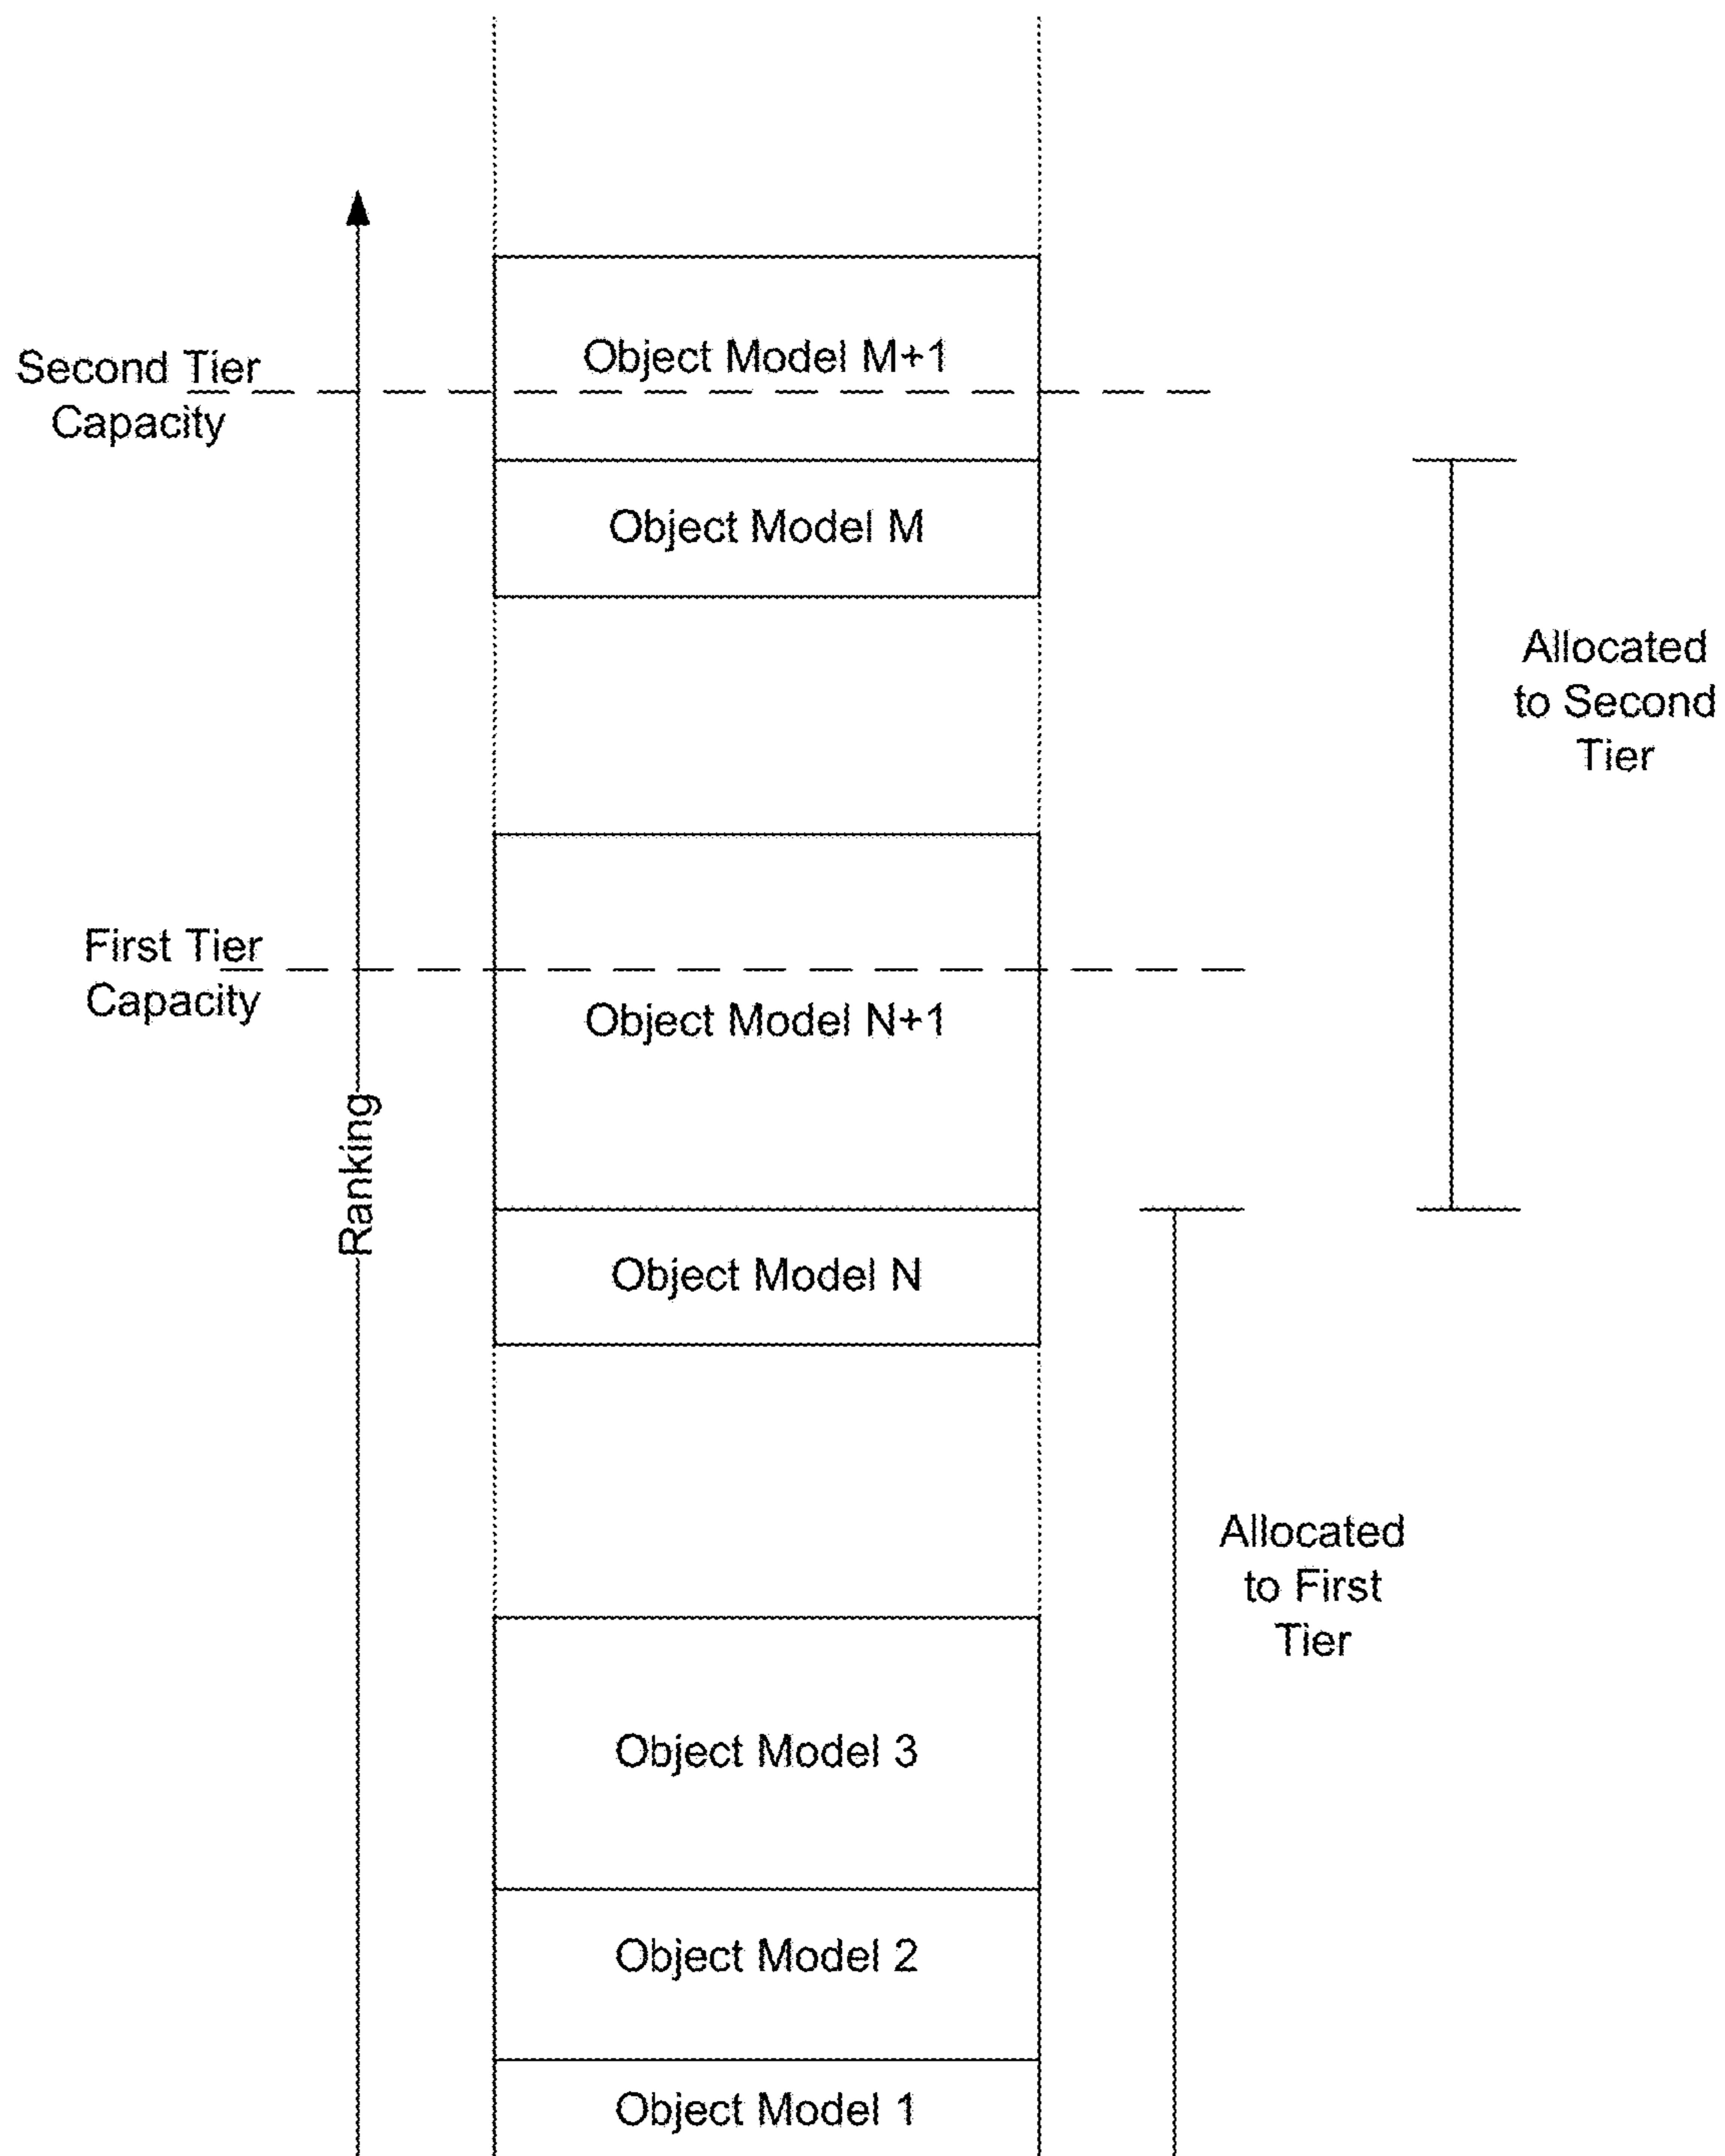 Object Model M+1
Second Tier
Capacity
Object Model M
Allocated
to Second
Tier
First Tier
Capacity
Object Model N+1
Ranking
Object Model N
Allocated
to First
Tier
Object Model 3
Object Model 2
Object Model 1